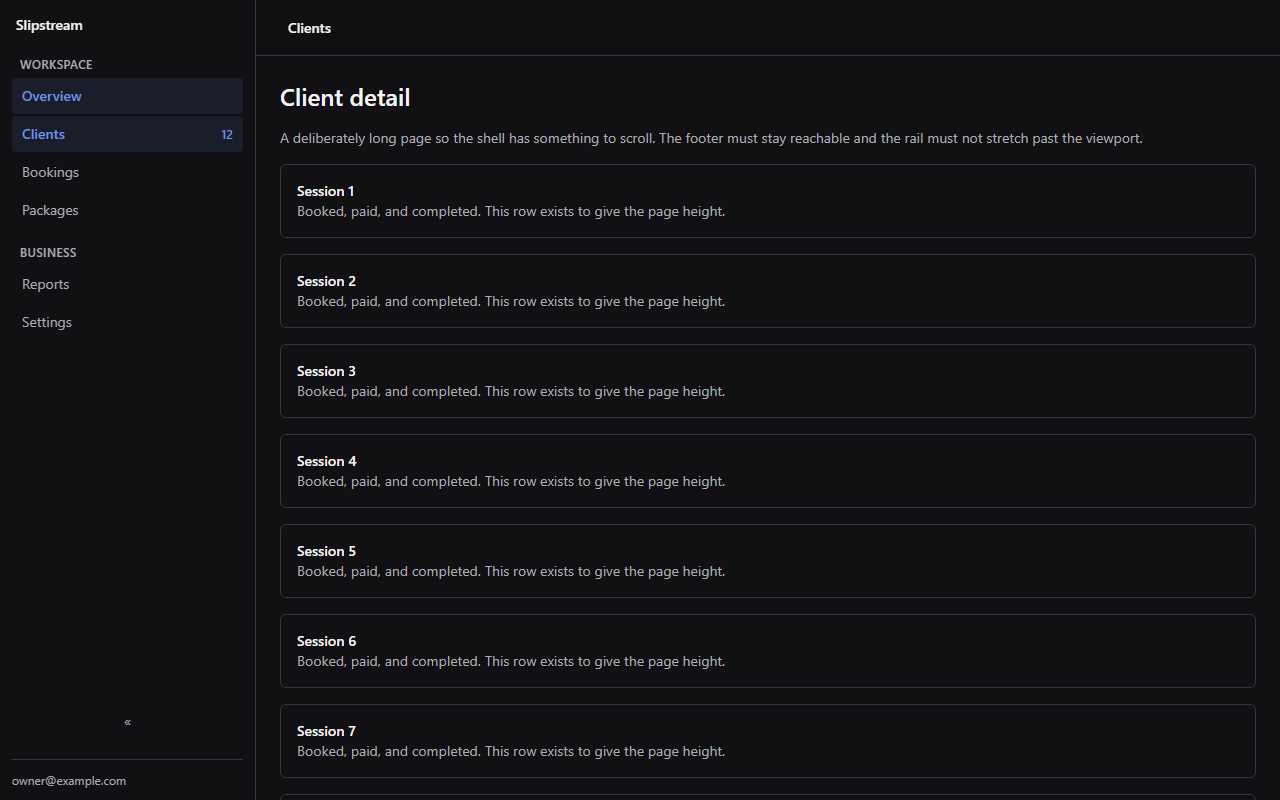 Slipstream
WORKSPACE
Overview
Clients 12
Bookings
Packages
BUSINESS
Reports
Settings
«
owner@example.com
Clients
Client detail
A deliberately long page so the shell has something to scroll. The footer must stay reachable and the rail must not stretch past the viewport.
Session 1
Booked, paid, and completed. This row exists to give the page height.
Session 2
Booked, paid, and completed. This row exists to give the page height.
Session 3
Booked, paid, and completed. This row exists to give the page height.
Session 4
Booked, paid, and completed. This row exists to give the page height.
Session 5
Booked, paid, and completed. This row exists to give the page height.
Session 6
Booked, paid, and completed. This row exists to give the page height.
Session 7
Booked, paid, and completed. This row exists to give the page height.